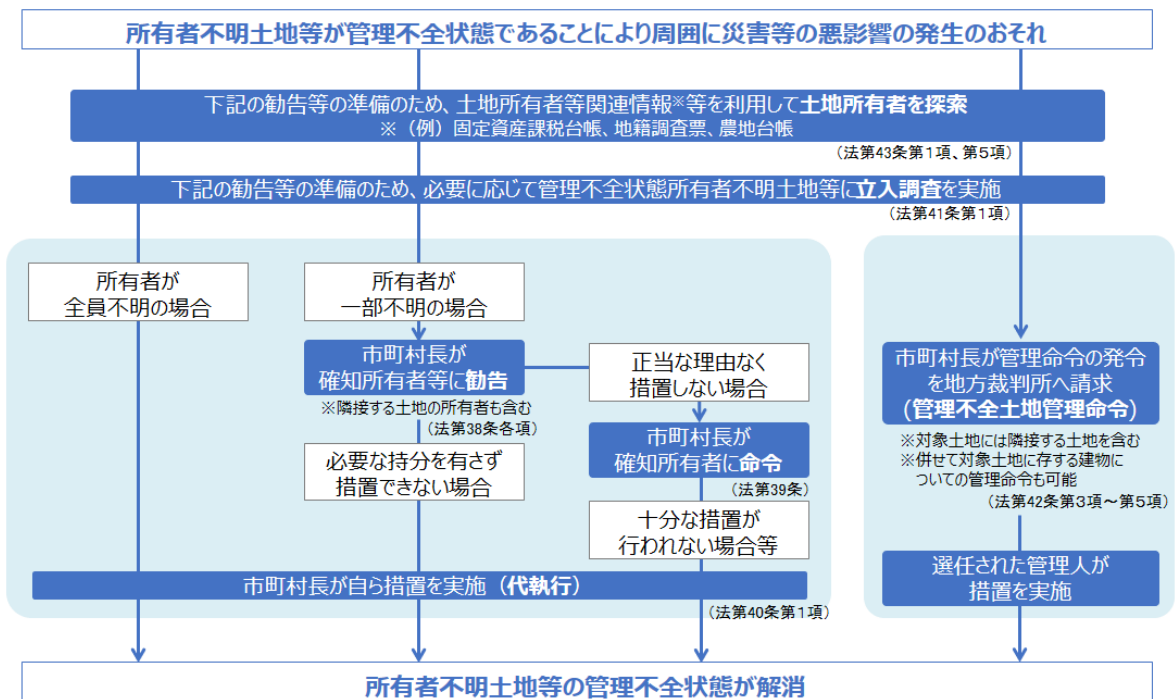 所有者不明土地等が管理不全状態であることにより周囲に災害等の悪影響の発生のおそれ
下記の勧告等の準備のため、土地所有者等関連情報※等を利用して土地所有者を探索
※（例）固定資産課税台帳、地籍調査票、農地台帳
（法第43条第1項、第5項）
下記の勧告等の準備のため、必要に応じて管理不全状態所有者不明土地等に立入調査を実施
（法第41条第1項）
所有者が
全員不明の場合
所有者が
一部不明の場合
市町村長が
確知所有者等に勧告
※隣接する土地の所有者も含む
（法第38条各項）
必要な持分を有さず
措置できない場合
正当な理由なく
措置しない場合
市町村長が
確知所有者に命令
（法第39条）
十分な措置が
行われない場合等
市町村長が自ら措置を実施（代執行）
（法第40条第1項）
市町村長が管理命令の発令
を地方裁判所へ請求
(管理不全土地管理命令)
※対象土地には隣接する土地を含む
※併せて対象土地に存する建物に
ついての管理命令も可能
（法第42条第3項～第5項）
選任された管理人が
措置を実施
所有者不明土地等の管理不全状態が解消